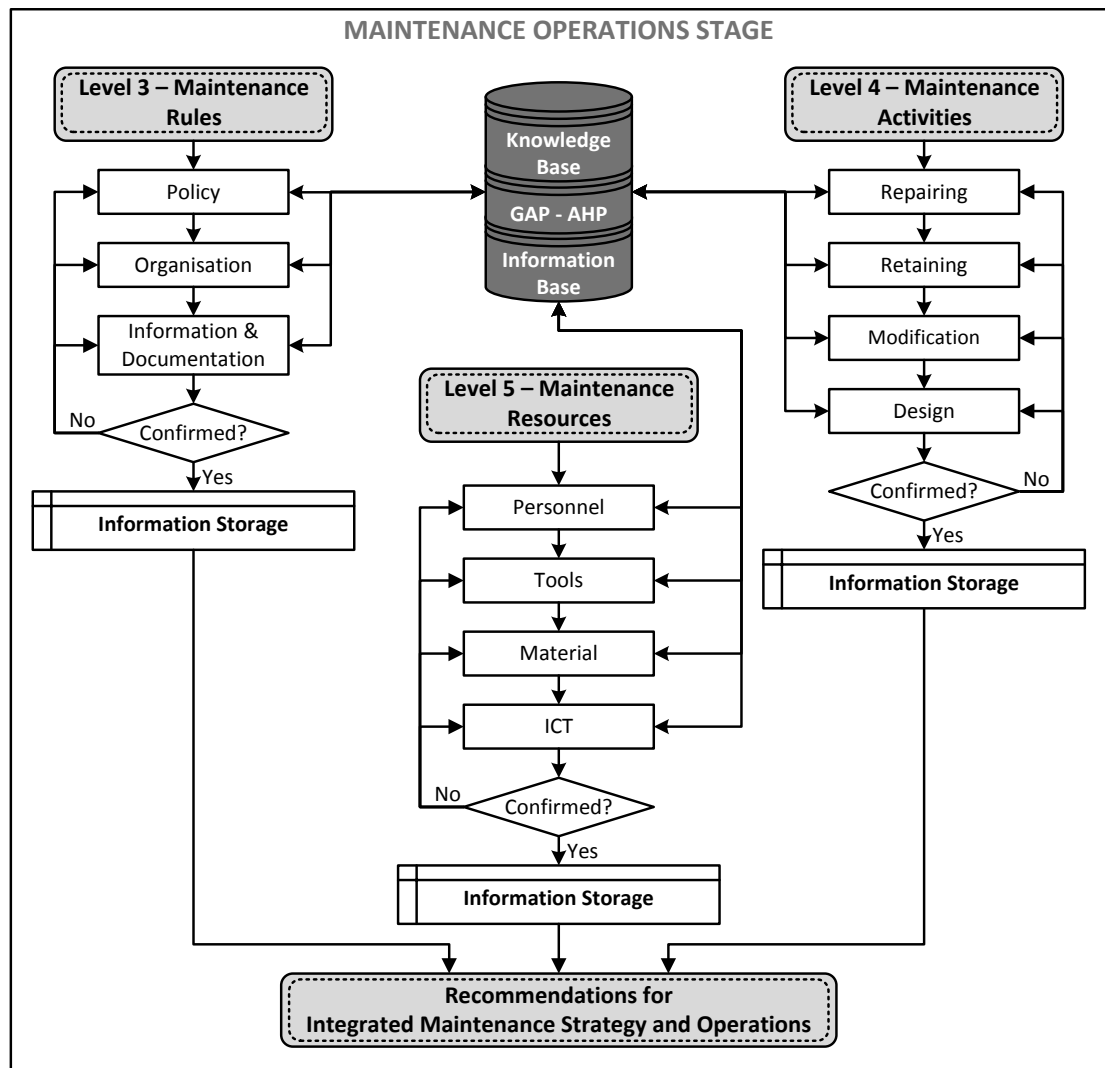 MAINTENANCE OPERATIONS STAGE
Level 3 – Maintenance
Rules
Policy
Organisation
Information &
Documentation
Confirmed?
No
Yes
Information Storage
Knowledge
Base
GAP - AHP
Information
Base
Level 4 – Maintenance
Activities
Repairing
Retaining
Modification
Design
Confirmed?
No
Yes
Information Storage
Level 5 – Maintenance
Resources
Personnel
Tools
Material
ICT
Confirmed?
No
Yes
Information Storage
Recommendations for
Integrated Maintenance Strategy and Operations